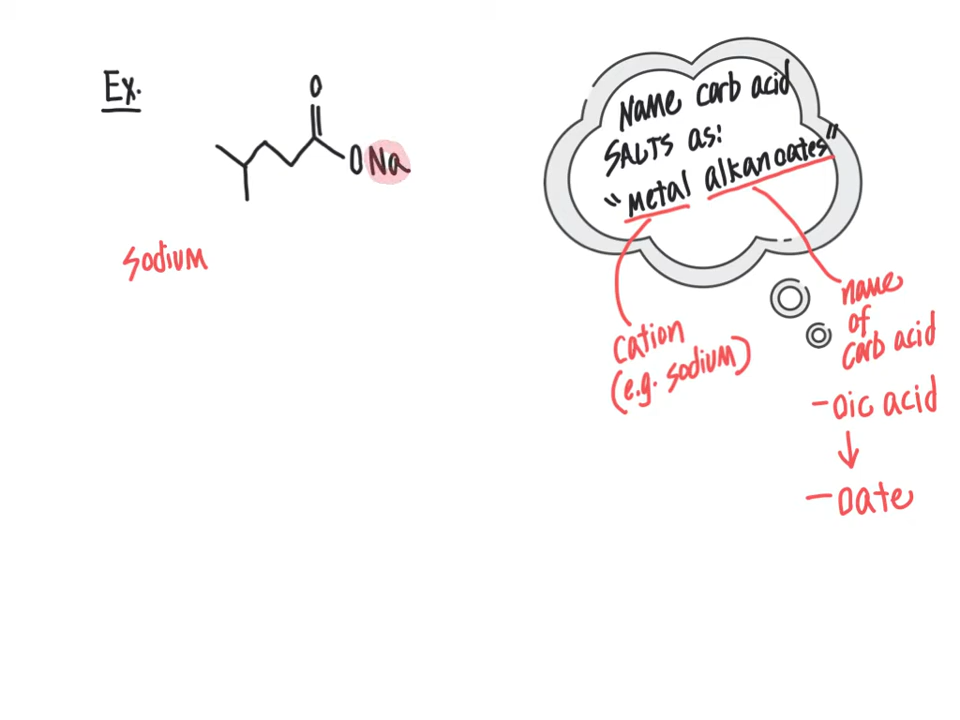 Ex.
O
ONa
sodium
Name carb acid
SALTS as:
"metal alkanoates"
cation
(e.g. sodium)
name
of
carb acid
-oic acid
↓
-oate